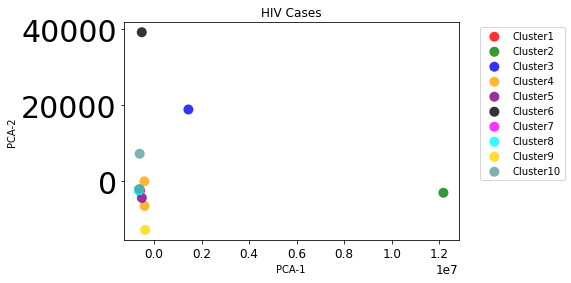 HIV Cases
40000
20000
0
PCA-2
0.0 0.2 0.4 0.6 0.8 1.0 1.2
1e7
PCA-1
Cluster1
Cluster2
Cluster3
Cluster4
Cluster5
Cluster6
Cluster7
Cluster8
Cluster9
Cluster10